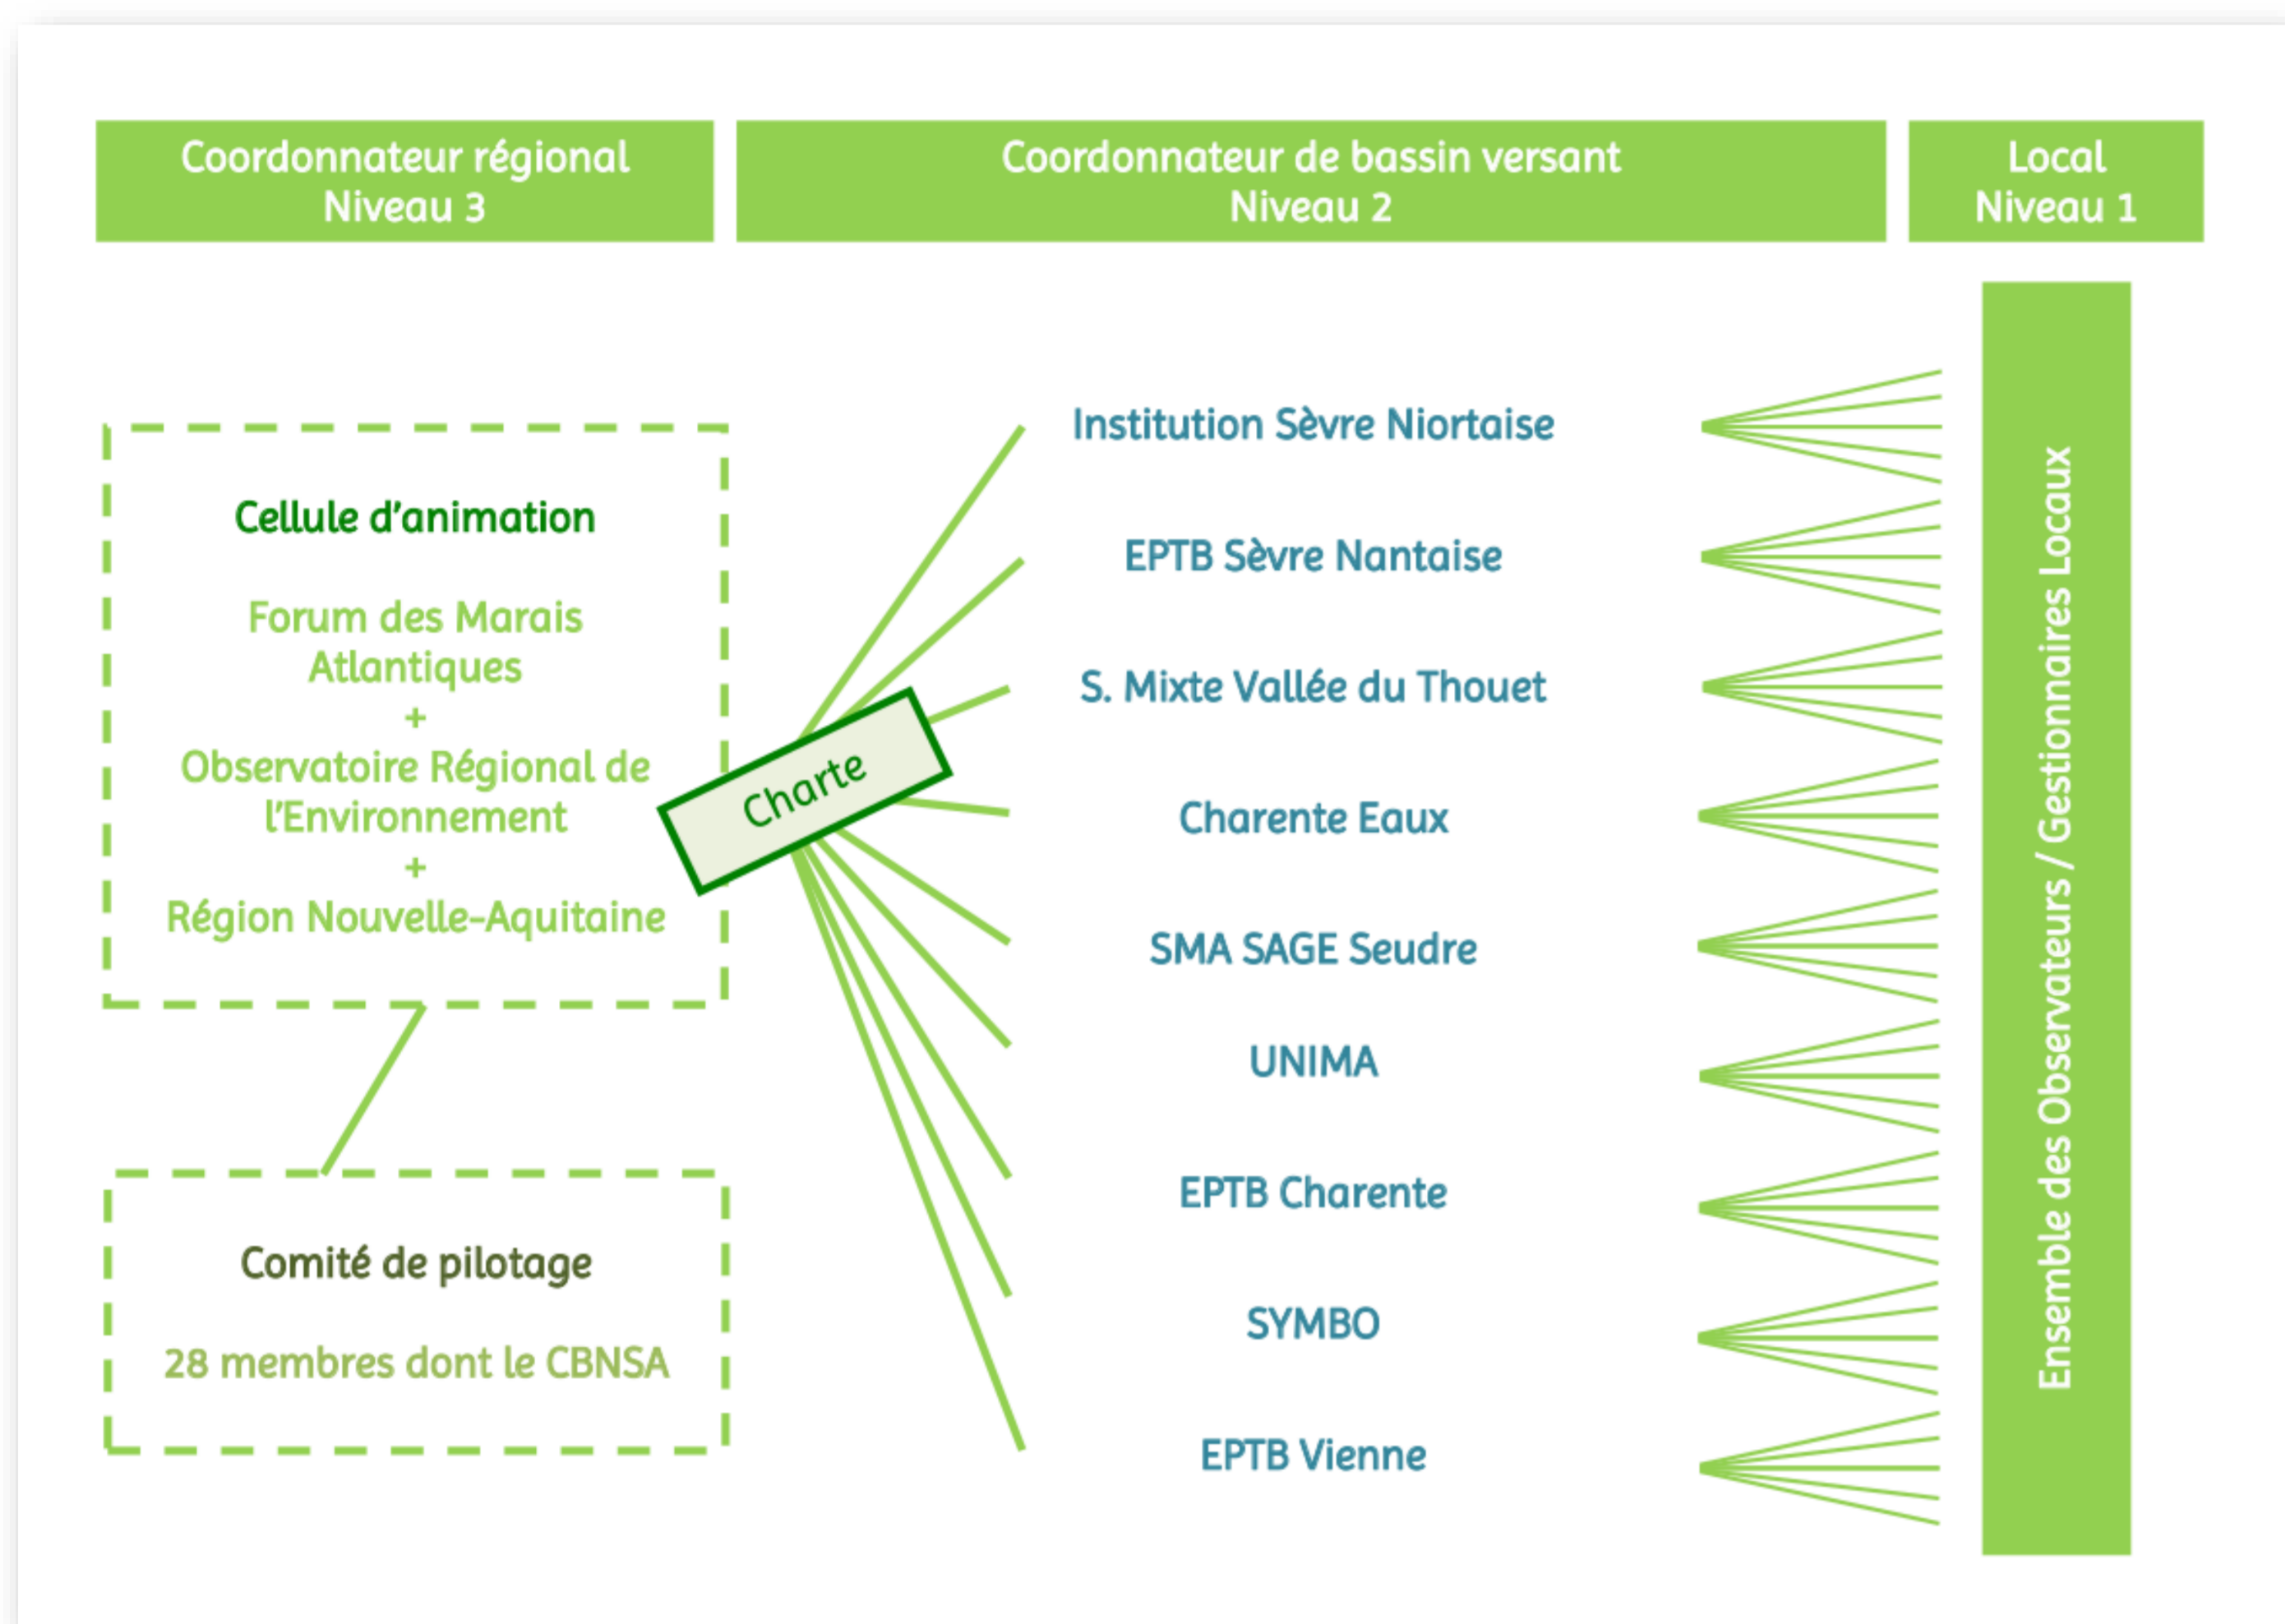 Coordonnateur régional
Niveau 3
Coordonnateur de bassin versant
Niveau 2
Local
Niveau 1
Cellule d’animation
Forum des Marais
Atlantiques
+
Observatoire Régional de
l’Environnement
+
Région Nouvelle-Aquitaine
Comité de pilotage
28 membres dont le CBNSA
Charte
Institution Sèvre Niortaise
EPTB Sèvre Nantaise
S. Mixte Vallée du Thouet
Charente Eaux
SMA SAGE Seudre
UNIMA
EPTB Charente
SYMBO
EPTB Vienne
Ensemble des Observateurs / Gestionnaires Locaux